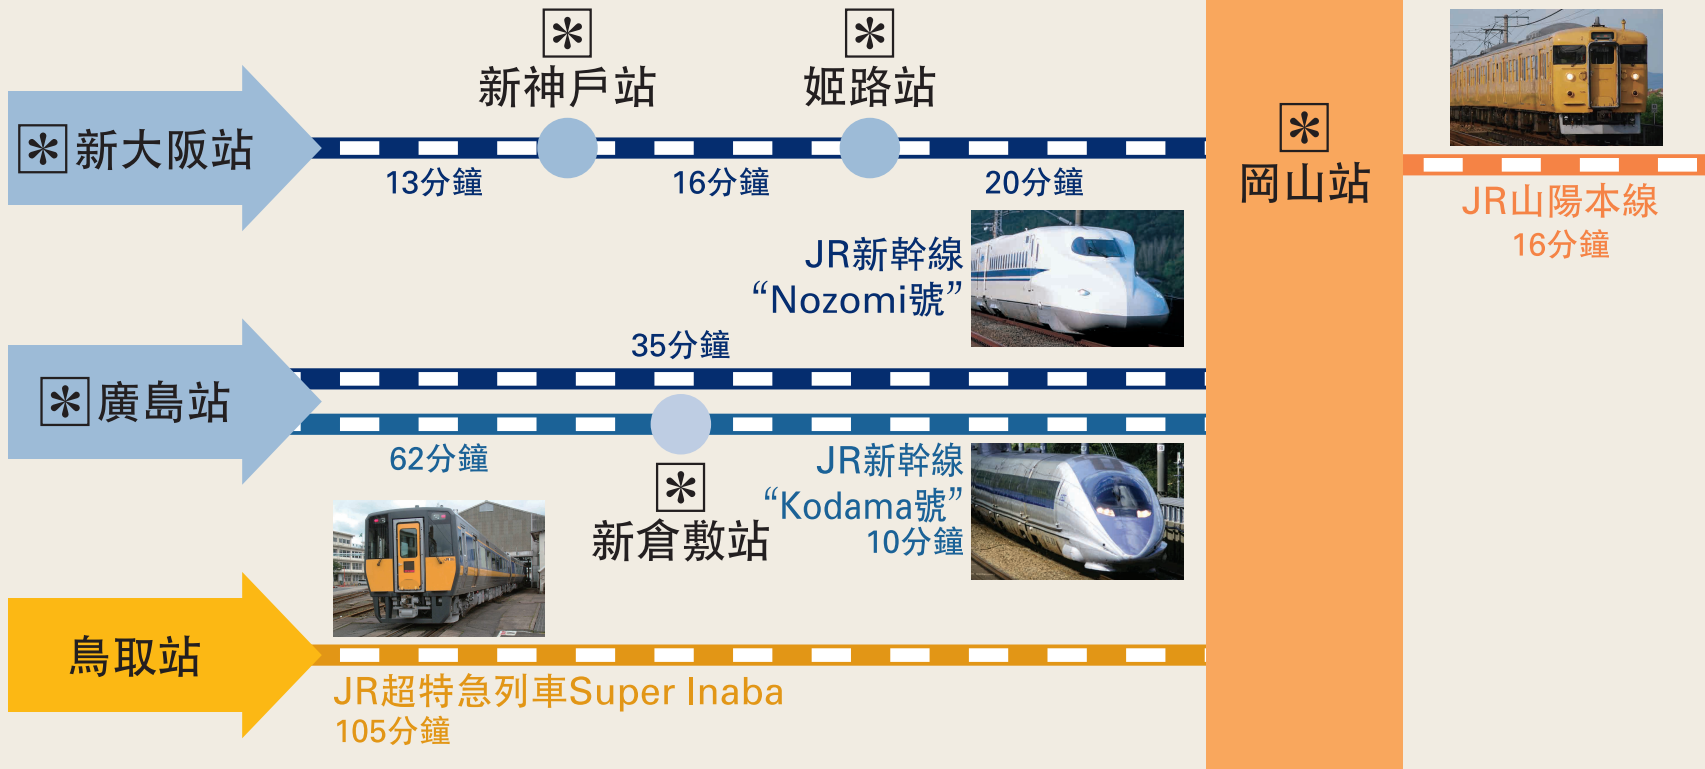 ＊
新神戶站
＊
姬路站
＊新大阪站
13分鐘
16分鐘
20分鐘
＊
岡山站
JR山陽本線
16分鐘
JR新幹線
“Nozomi號”
35分鐘
＊廣島站
62分鐘
＊
新倉敷站
JR新幹線
“Kodama號”
10分鐘
鳥取站
JR超特急列車Super Inaba
105分鐘